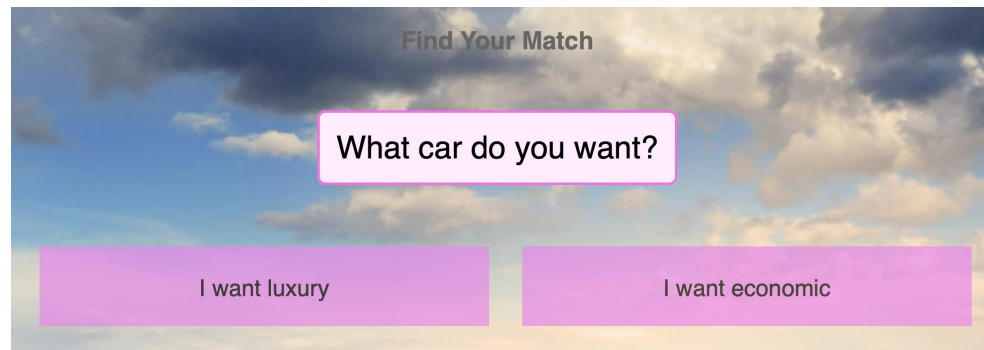 Find Your Match
What car do you want?
I want luxury
I want economic